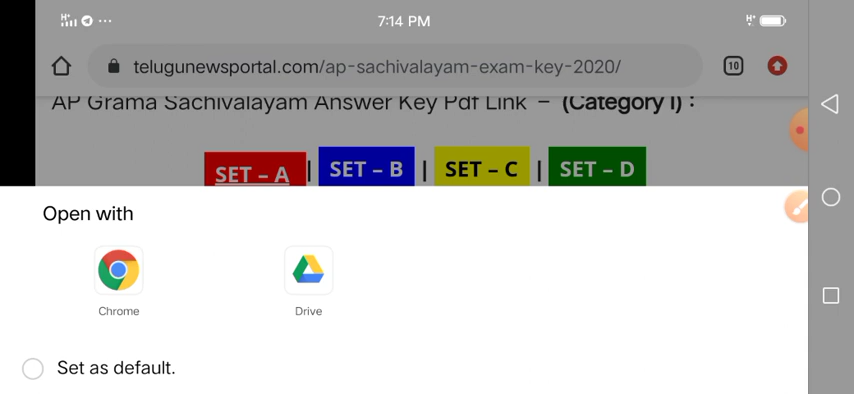 H+ 7:14 PM H+
telugunewsportal.com/ap-sachivalayam-exam-key-2020/ 10
AP Grama Sachivalayam Answer Key Pdf Link – (Category I) :
SET – A | SET – B | SET – C | SET – D
Open with
Chrome Drive
Set as default.